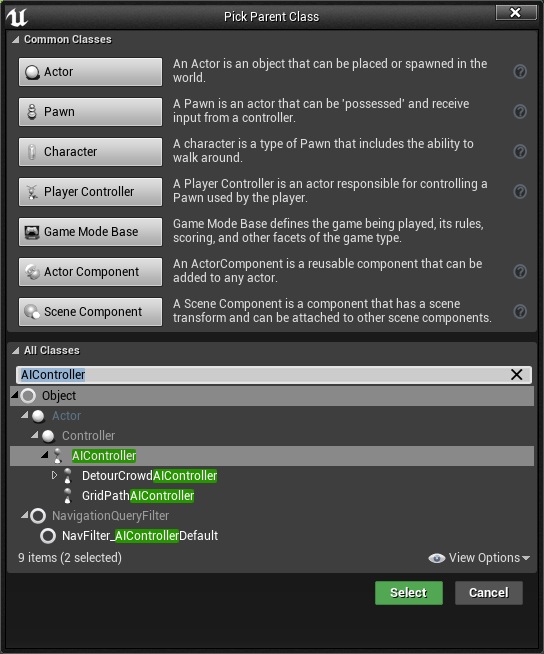 Pick Parent Class
Common Classes
Actor
An Actor is an object that can be placed or spawned in the
world.
Pawn
A Pawn is an actor that can be 'possessed' and receive
input from a controller.
Character
A character is a type of Pawn that includes the ability to
walk around.
Player Controller
A Player Controller is an actor responsible for controlling a
Pawn used by the player.
Game Mode Base
Game Mode Base defines the game being played, its rules,
scoring, and other facets of the game type.
Actor Component
An ActorComponent is a reusable component that can be
added to any actor.
Scene Component
A Scene Component is a component that has a scene
transform and can be attached to other scene components.
All Classes
AIController
Object
Actor
Controller
AIController
DetourCrowdAIController
GridPathAIController
NavigationQueryFilter
NavFilter_AIControllerDefault
9 items (2 selected)
View Options
Select
Cancel